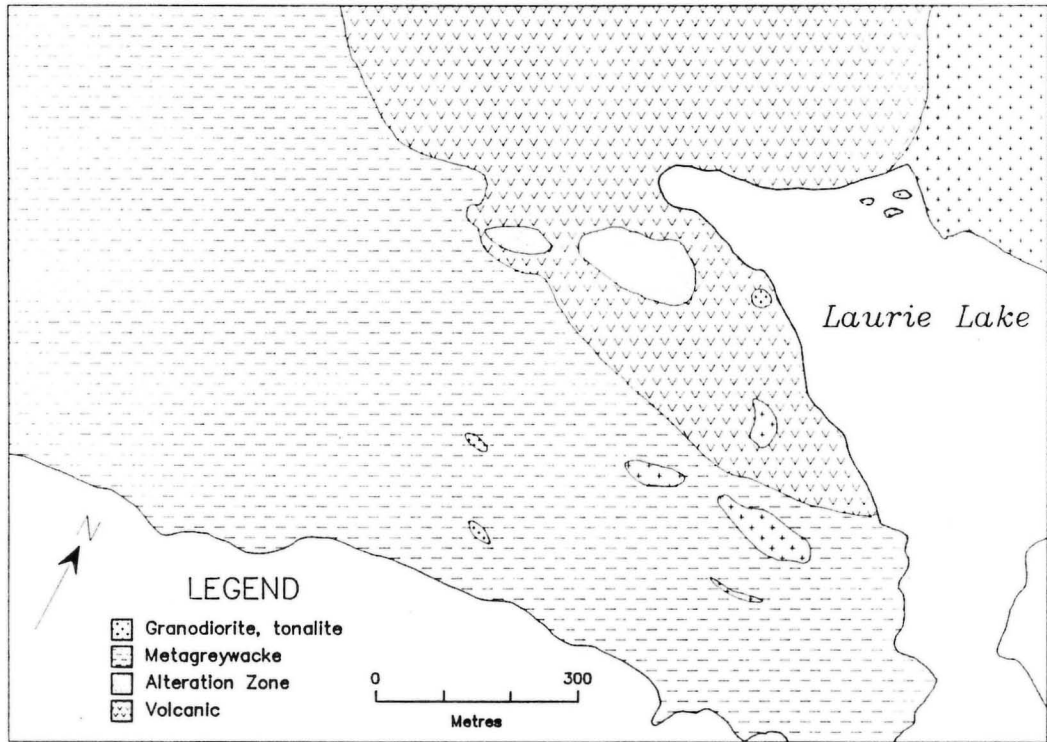 Laurie Lake
N
LEGEND
Granodiorite, tonalite
Metagreywacke
Alteration Zone
Volcanic
0 300
Metres